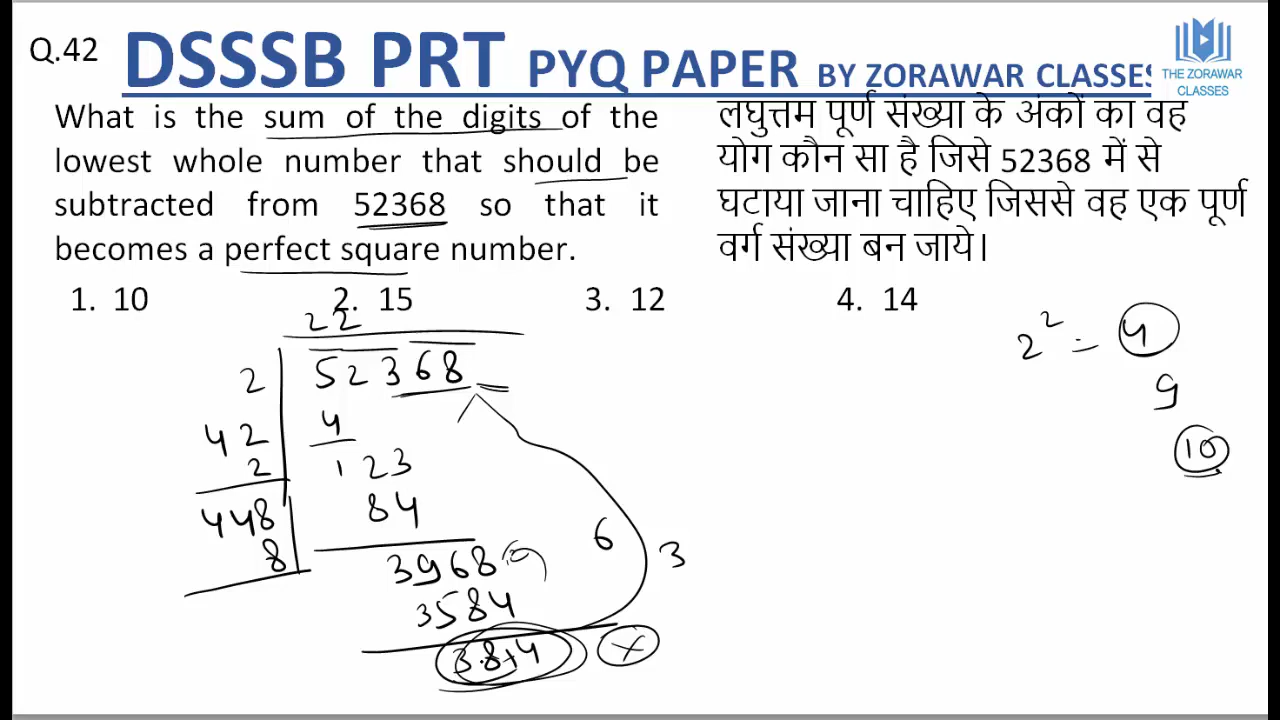 Q.42
DSSSB PRT PYQ PAPER BY ZORAWAR CLASSES
THE ZORAWAR
CLASSES
What is the sum of the digits of the
lowest whole number that should be
subtracted from 52368 so that it
becomes a perfect square number.
लघुत्तम पूर्ण संख्या के अंकों का वह
योग कौन सा है जिसे 52368 में से
घटाया जाना चाहिए जिससे वह एक पूर्ण
वर्ग संख्या बन जाये।
1. 10 2. 15 3. 12 4. 14
22
2 52368
42 4
2 123
448 84
8 3968
3584
3·8+4
6
3
2² = 4
9
10